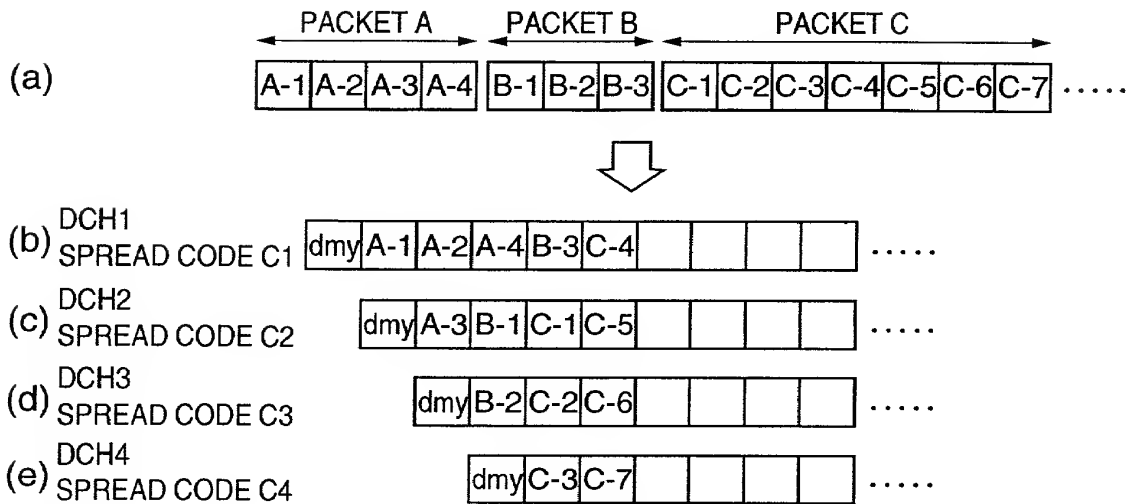 PACKET A PACKET B PACKET C
(a) A-1 A-2 A-3 A-4 B-1 B-2 B-3 C-1 C-2 C-3 C-4 C-5 C-6 C-7 .....
(b) DCH1
SPREAD CODE C1 dmy A-1 A-2 A-4 B-3 C-4 .....
(c) DCH2
SPREAD CODE C2 dmy A-3 B-1 C-1 C-5 .....
(d) DCH3
SPREAD CODE C3 dmy B-2 C-2 C-6 .....
(e) DCH4
SPREAD CODE C4 dmy C-3 C-7 .....